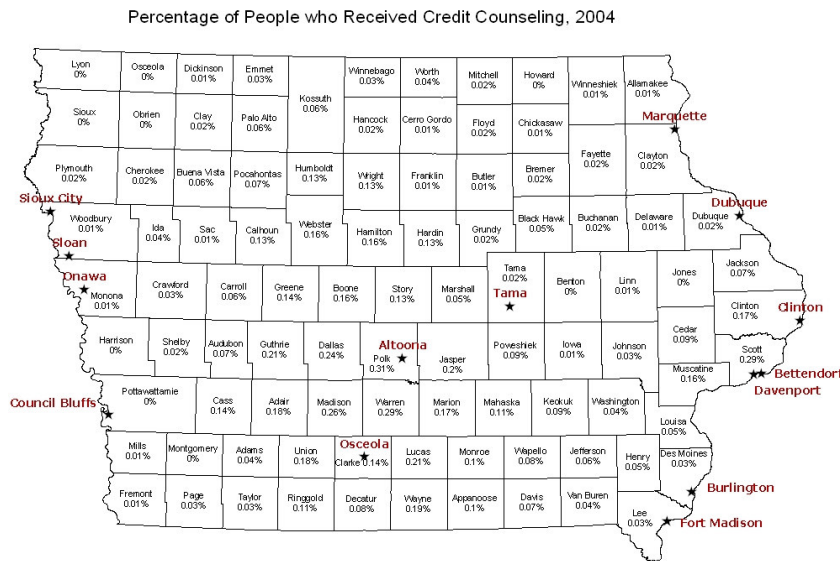 Percentage of People who Received Credit Counseling, 2004
Lyon
0%
Osceola
0%
Dickinson
0.01%
Emmet
0.03%
Kossuth
0.06%
Winnebago
0.03%
Worth
0.04%
Mitchell
0.02%
Howard
0%
Winneshiek
0.01%
Allamakee
0.01%
Sioux
0%
Obrien
0%
Clay
0.02%
Palo Alto
0.06%
Hancock
0.02%
Cerro Gordo
0.01%
Floyd
0.02%
Chickasaw
0.01%
Marquette
Plymouth
0.02%
Cherokee
0.02%
Buena Vista
0.06%
Pocahontas
0.07%
Humboldt
0.13%
Wright
0.13%
Franklin
0.01%
Butler
0.01%
Bremer
0.02%
Fayette
0.02%
Clayton
0.02%
Sioux City
Woodbury
0.01%
Ida
0.04%
Sac
0.01%
Calhoun
0.13%
Webster
0.16%
Hamilton
0.16%
Hardin
0.13%
Grundy
0.02%
Black Hawk
0.05%
Buchanan
0.02%
Delaware
0.01%
Dubuque
0.02%
Dubuque
Sloan
Onawa
Monona
0.01%
Crawford
0.03%
Carroll
0.06%
Greene
0.14%
Boone
0.16%
Story
0.13%
Marshall
0.05%
Tama
0.02%
Tama
Benton
0%
Linn
0.01%
Jones
0%
Jackson
0.07%
Clinton
0.17%
Clinton
Harrison
0%
Shelby
0.02%
Audubon
0.07%
Guthrie
0.21%
Dallas
0.24%
Altoona
Polk
0.31%
Jasper
0.2%
Poveshiek
0.09%
Iowa
0.01%
Johnson
0.03%
Cedar
0.09%
Scott
0.29%
Muscatine
0.16%
Bettendorf
Davenport
Council Bluffs
Pottawattamie
0%
Cass
0.14%
Adair
0.18%
Madison
0.26%
Warren
0.29%
Marion
0.17%
Mahaska
0.11%
Keokuk
0.09%
Washington
0.04%
Louisa
0.05%
Mills
0.01%
Montgomery
0%
Adams
0.04%
Union
0.18%
Osceola
Clarke 0.14%
Lucas
0.21%
Monroe
0.1%
Wapello
0.08%
Jefferson
0.06%
Henry
0.05%
Des Moines
0.03%
Burlington
Fremont
0.01%
Page
0.03%
Taylor
0.03%
Ringgold
0.11%
Decatur
0.08%
Wayne
0.19%
Appanoose
0.1%
Davis
0.07%
Van Buren
0.04%
Lee
0.03%
Fort Madison